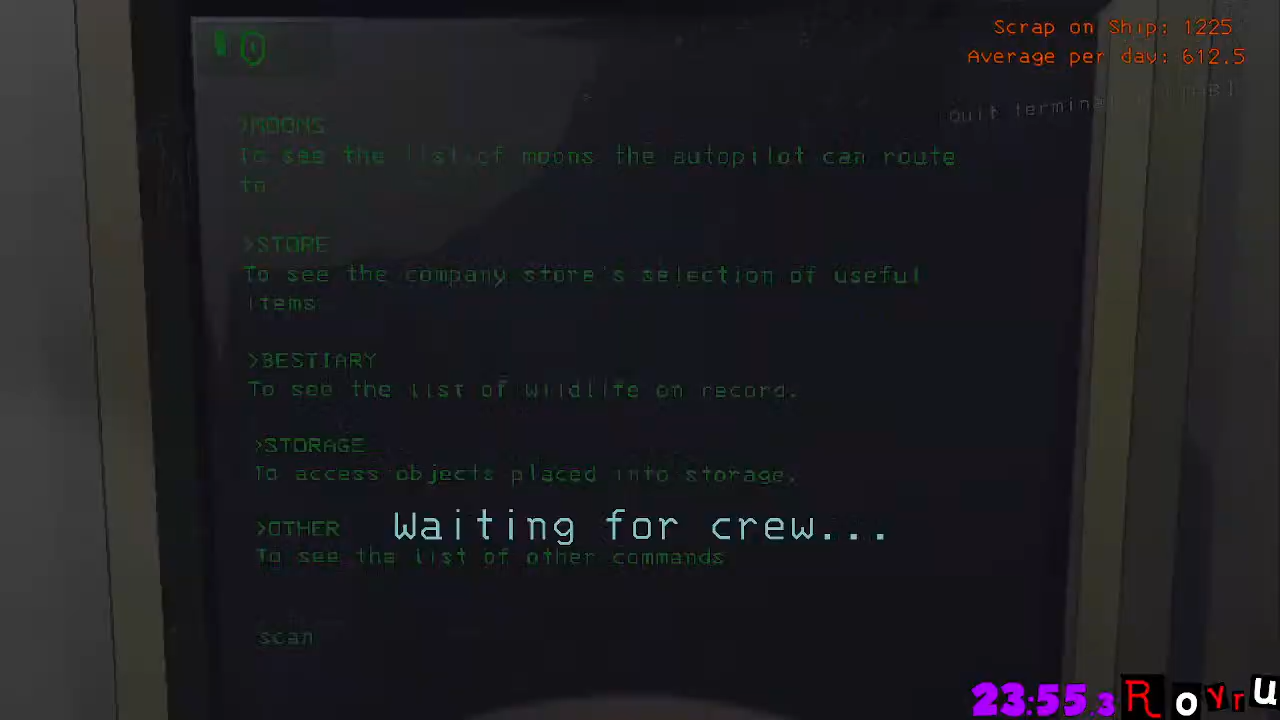 Scrap on Ship: 1225
Average per day: 612.5
Quit terminal
>MOONS
To see the list of moons the autopilot can route
to
>STORE
To see the company store's selection of useful
items
>BESTIARY
To see the list of wildlife on record.
>STORAGE
To access objects placed into storage.
>OTHER
Waiting for crew...
To see the list of other commands
scan
23:55.3
Rovru